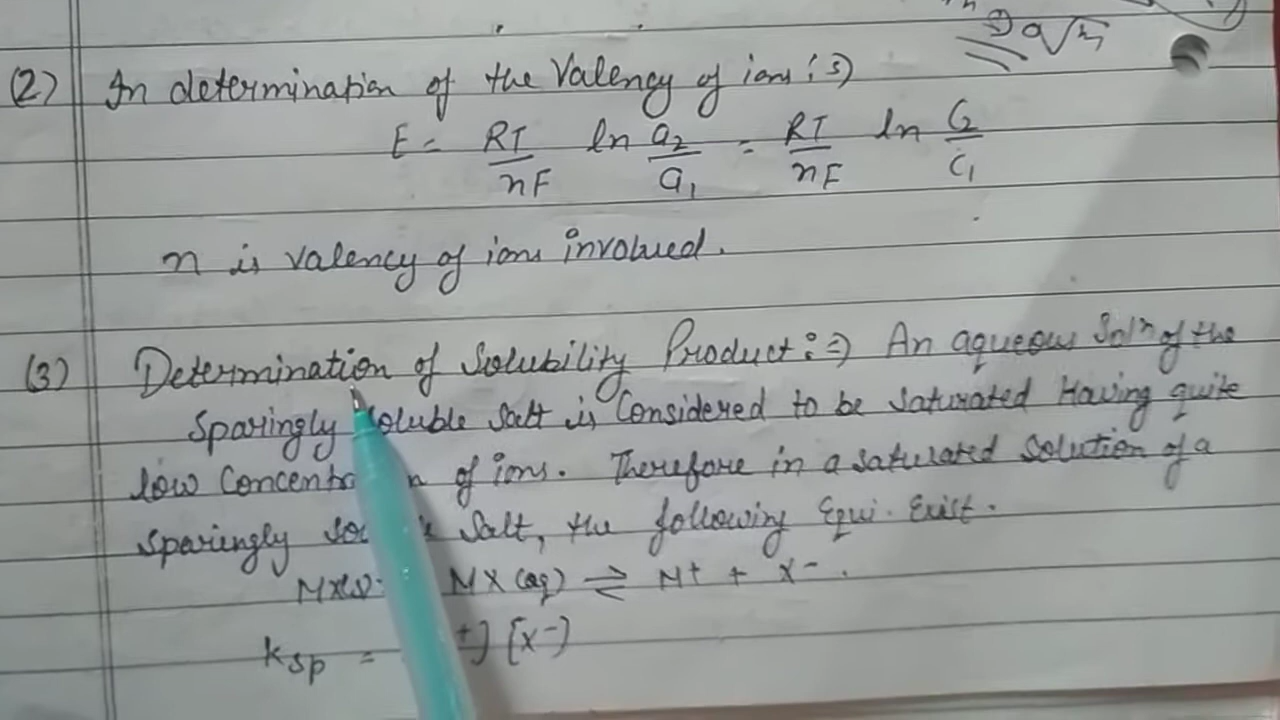 (2) In determination of the Valency of ions :⇒
E = RT/nF ln a2/a1 = RT/nF ln C2/C1
n is valency of ions involved.
(3) Determination of Solubility Product :⇒ An aqueous Solⁿ of the
Sparingly Soluble Salt is Considered to be Saturated Having quite
low Concent of ions. Therefore in a Saturated Solution of a
Sparingly Salt, the following Equi. Exist.
MX(s) MX (aq) ⇌ M+ + X- .
Ksp = +] [X-]